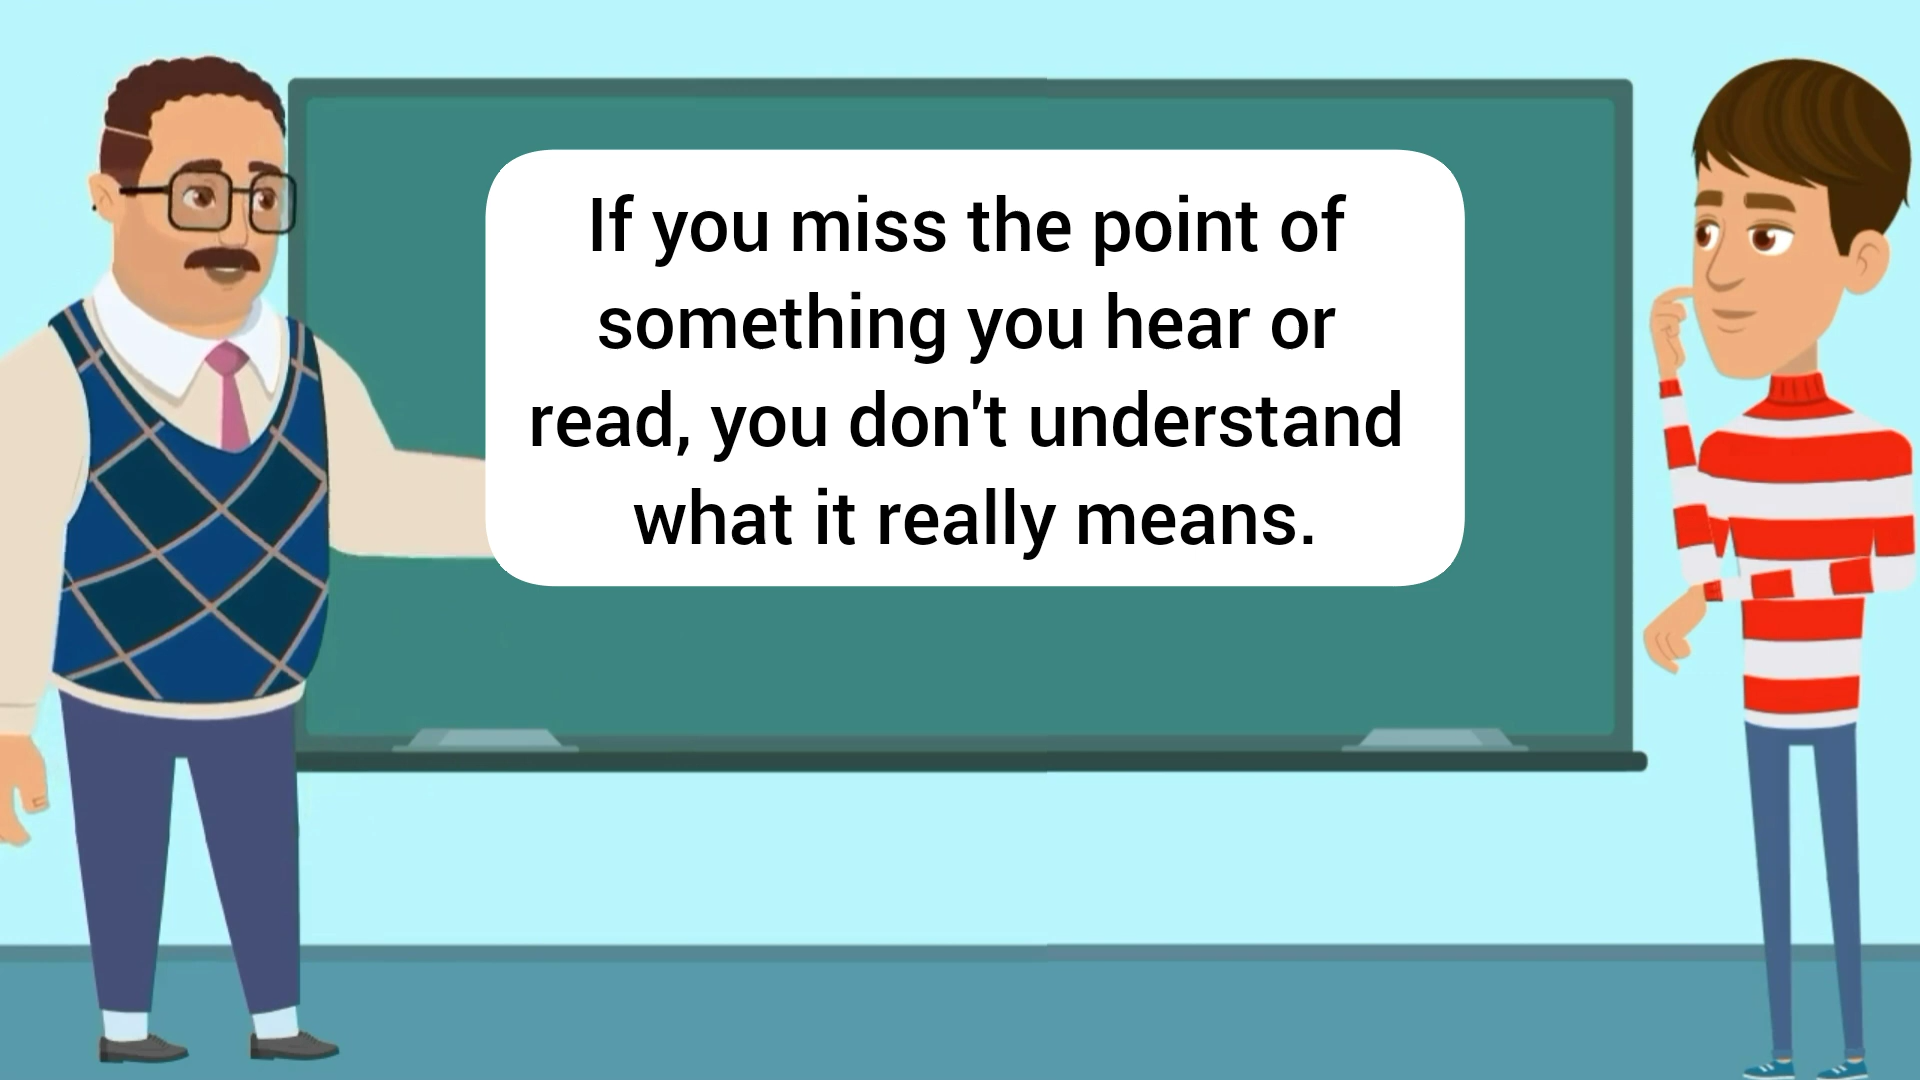 If you miss the point of
something you hear or
read, you don't understand
what it really means.